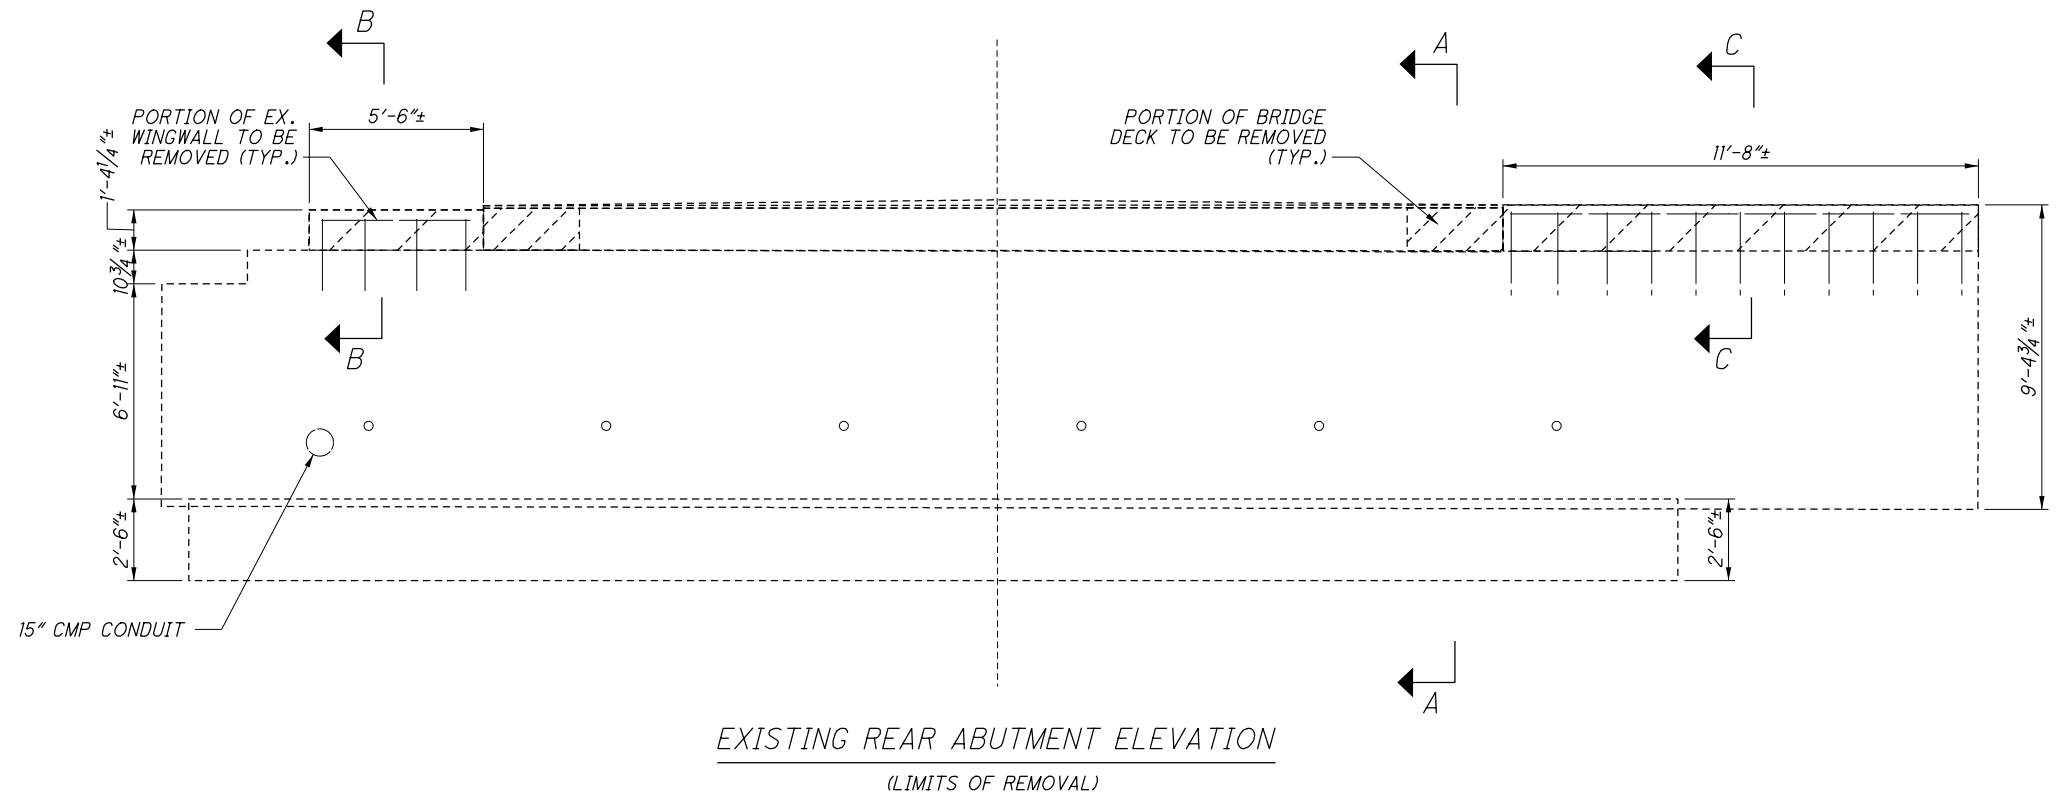 B
A
C
PORTION OF EX.
WINGWALL TO BE
REMOVED (TYP.)
5'-6"±
PORTION OF BRIDGE
DECK TO BE REMOVED
(TYP.)
11'-8"±
1'-4¼"±
10¾"±
6'-11"±
2'-6"±
B
C
9'-4¾"±
2'-6"±
15" CMP CONDUIT
A
EXISTING REAR ABUTMENT ELEVATION
(LIMITS OF REMOVAL)